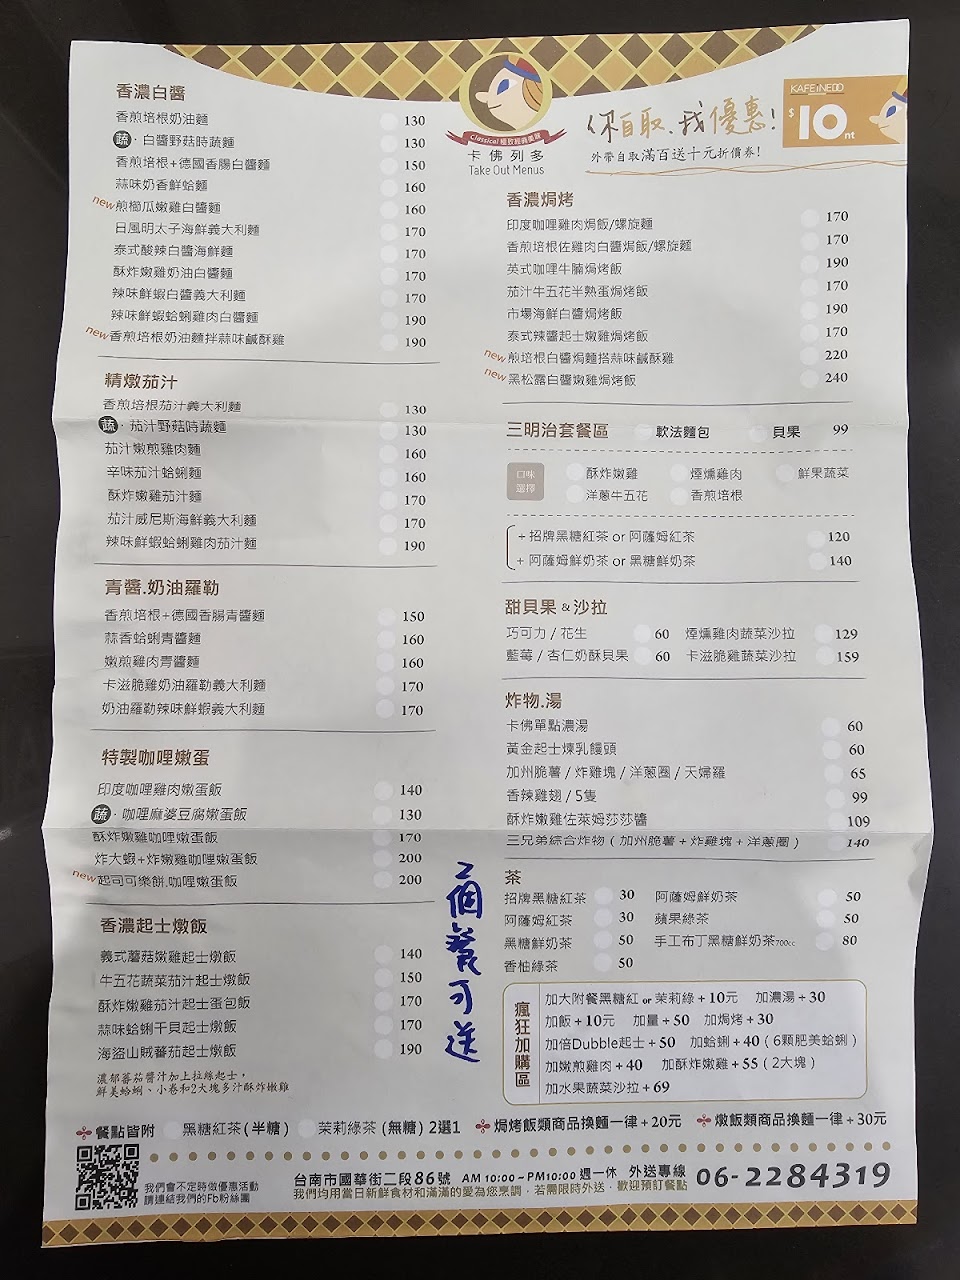 香濃白醬
香煎培根奶油麵 130
蔬 · 白醬野菇時蔬麵 130
香煎培根+德國香腸白醬麵 150
蒜味奶香鮮蛤麵 160
new 煎櫛瓜嫩雞白醬麵 160
日風明太子海鮮義大利麵 170
泰式酸辣白醬海鮮麵 170
酥炸嫩雞奶油白醬麵 170
辣味鮮蝦白醬義大利麵 170
辣味鮮蝦蛤蜊雞肉白醬麵 190
new 香煎培根奶油麵拌蒜味鹹酥雞 190
精燉茄汁
香煎培根茄汁義大利麵 130
蔬 · 茄汁野菇時蔬麵 130
茄汁嫩煎雞肉麵 160
辛味茄汁蛤蜊麵 160
酥炸嫩雞茄汁麵 170
茄汁威尼斯海鮮義大利麵 170
辣味鮮蝦蛤蜊雞肉茄汁麵 190
青醬.奶油羅勒
香煎培根+德國香腸青醬麵 150
蒜香蛤蜊青醬麵 160
嫩煎雞肉青醬麵 160
卡滋脆雞奶油羅勒義大利麵 170
奶油羅勒辣味鮮蝦義大利麵 170
特製咖哩嫩蛋
印度咖哩雞肉嫩蛋飯 140
蔬 · 咖哩麻婆豆腐嫩蛋飯 130
酥炸嫩雞咖哩嫩蛋飯 170
炸大蝦+炸嫩雞咖哩嫩蛋飯 200
new 起司可樂餅.咖哩嫩蛋飯 200
香濃起士燉飯
義式蘑菇嫩雞起士燉飯 140
牛五花蔬菜茄汁起士燉飯 150
酥炸嫩雞茄汁起士蛋包飯 170
蒜味蛤蜊干貝起士燉飯 170
海盜山賊蕃茄起士燉飯 190
濃郁蕃茄醬汁加上拉絲起士，
鮮美蛤蜊、小卷和2大塊多汁酥炸嫩雞
Classical 極致經典美味
卡佛列多
Take Out Menus
你自取.我優惠!
外帶自取滿百送十元折價券!
KAFEiNEDO
$10nt
香濃焗烤
印度咖哩雞肉焗飯/螺旋麵 170
香煎培根佐雞肉白醬焗飯/螺旋麵 170
英式咖哩牛腩焗烤飯 190
茄汁牛五花半熟蛋焗烤飯 170
市場海鮮白醬焗烤飯 190
泰式辣醬起士嫩雞焗烤飯 170
new 煎培根白醬焗麵搭蒜味鹹酥雞 220
new 黑松露白醬嫩雞焗烤飯 240
三明治套餐區 軟法麵包 貝果 99
口味選擇 酥炸嫩雞 煙燻雞肉 鮮果蔬菜
洋蔥牛五花 香煎培根
+ 招牌黑糖紅茶 or 阿薩姆紅茶 120
+ 阿薩姆鮮奶茶 or 黑糖鮮奶茶 140
甜貝果 & 沙拉
巧可力 / 花生 60 煙燻雞肉蔬菜沙拉 129
藍莓 / 杏仁奶酥貝果 60 卡滋脆雞蔬菜沙拉 159
炸物.湯
卡佛單點濃湯 60
黃金起士煉乳饅頭 60
加州脆薯 / 炸雞塊 / 洋蔥圈 / 天婦羅 65
香辣雞翅 / 5隻 99
酥炸嫩雞佐萊姆莎莎醬 109
三兄弟綜合炸物 ( 加州脆薯 + 炸雞塊 + 洋蔥圈 ) 140
茶
招牌黑糖紅茶 30 阿薩姆鮮奶茶 50
阿薩姆紅茶 30 蘋果綠茶 50
黑糖鮮奶茶 50 手工布丁黑糖鮮奶茶700cc 80
香柚綠茶 50
瘋狂加購區
加大附餐黑糖紅 or 茉莉綠 + 10元 加濃湯 + 30
加飯 + 10元 加量 + 50 加焗烤 + 30
加倍Dubble起士 + 50 加蛤蜊 + 40 ( 6顆肥美蛤蜊 )
加嫩煎雞肉 + 40 加酥炸嫩雞 + 55 ( 2大塊 )
加水果蔬菜沙拉 + 69
2個餐可送
餐點皆附 黑糖紅茶 ( 半糖 ) 茉莉綠茶 (無糖) 2選1 焗烤飯類商品換麵一律 + 20元 燉飯類商品換麵一律 + 30元
我們會不定時做優惠活動
請連結我們的Fb粉絲團
台南市國華街二段86號 AM 10:00 ~ PM10:00 週一休 外送專線 06-2284319
我們均用當日新鮮食材和滿滿的愛為您烹調，若需限時外送，歡迎預訂餐點